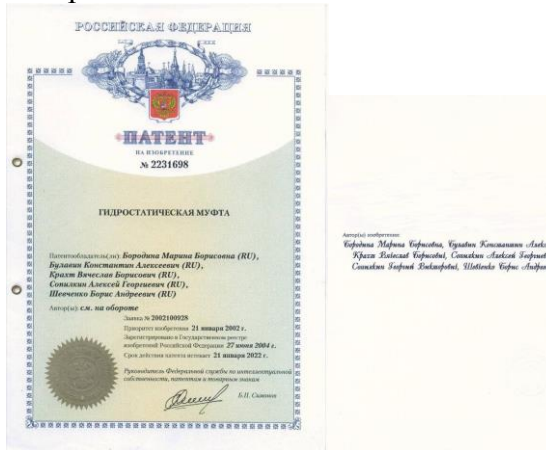 РОССИЙСКАЯ ФЕДЕРАЦИЯ
ПАТЕНТ
НА ИЗОБРЕТЕНИЕ
№ 2231698
ГИДРОСТАТИЧЕСКАЯ МУФТА
Патентообладатель(ли): Бородина Марина Борисовна (RU),
Булавин Константин Алексеевич (RU),
Крахт Вячеслав Борисович (RU),
Сопилкин Алексей Георгиевич (RU),
Шевченко Борис Андреевич (RU)
Автор(ы): см. на обороте
Заявка № 2002100928
Приоритет изобретения 21 января 2002 г.
Зарегистрировано в Государственном реестре
изобретений Российской Федерации 27 июня 2004 г.
Срок действия патента истекает 21 января 2022 г.
Руководитель Федеральной службы по интеллектуальной
собственности, патентам и товарным знакам
Б.П. Симонов
Автор(ы) изобретения:
Бородина Марина Борисовна, Булавин Константин
Крахт Вячеслав Борисович, Сопилкин Алексей
Сопилкин Георгий Викторович, Шевченко Борис